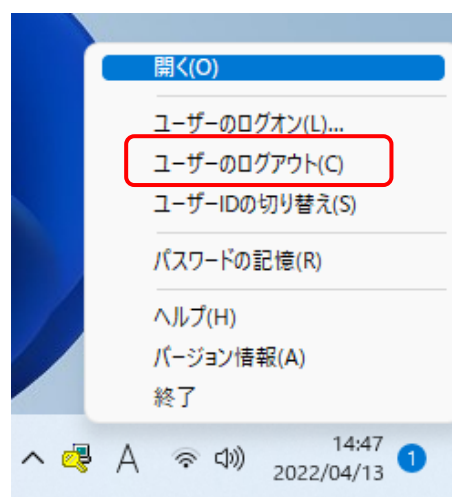 開く(O)
ユーザーのログオン(L)...
ユーザーのログアウト(C)
ユーザーIDの切り替え(S)
パスワードの記憶(R)
ヘルプ(H)
バージョン情報(A)
終了
A
14:47
2022/04/13
1